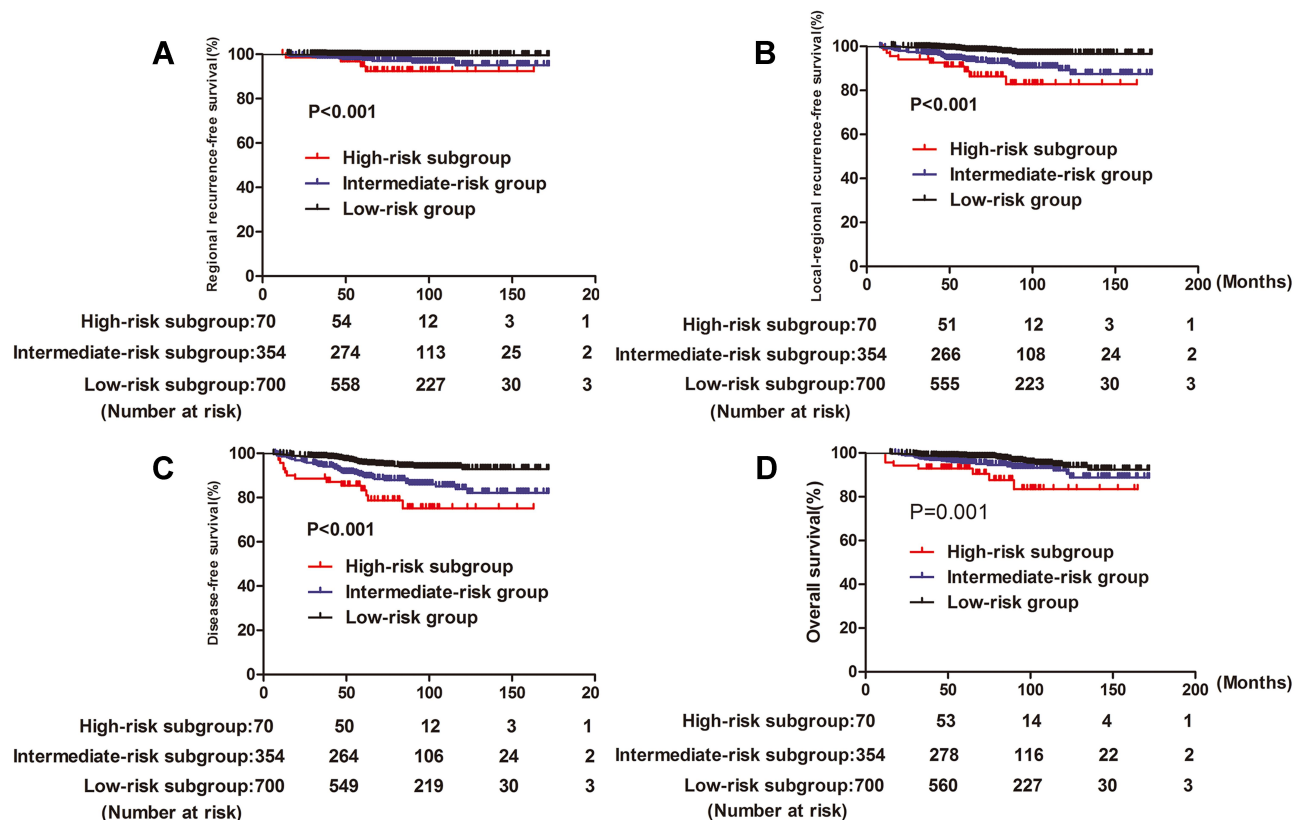 A
Regional recurrence-free survival(%)
100
80
60
40
20
0
P<0.001
High-risk subgroup
Intermediate-risk group
Low-risk group
0 50 100 150 20
High-risk subgroup:70 54 12 3 1
Intermediate-risk subgroup:354 274 113 25 2
Low-risk subgroup:700 558 227 30 3
(Number at risk)
B
Local-regional recurrence-free survival(%)
100
80
60
40
20
0
P<0.001
High-risk subgroup
Intermediate-risk group
Low-risk group
0 50 100 150 200 (Months)
High-risk subgroup:70 51 12 3 1
Intermediate-risk subgroup:354 266 108 24 2
Low-risk subgroup:700 555 223 30 3
(Number at risk)
C
Disease-free survival(%)
100
80
60
40
20
0
P<0.001
High-risk subgroup
Intermediate-risk group
Low-risk group
0 50 100 150 20
High-risk subgroup:70 50 12 3 1
Intermediate-risk subgroup:354 264 106 24 2
Low-risk subgroup:700 549 219 30 3
(Number at risk)
D
Overall survival(%)
100
80
60
40
20
0
P=0.001
High-risk subgroup
Intermediate-risk group
Low-risk group
0 50 100 150 200 (Months)
High-risk subgroup:70 53 14 4 1
Intermediate-risk subgroup:354 278 116 22 2
Low-risk subgroup:700 560 227 30 3
(Number at risk)